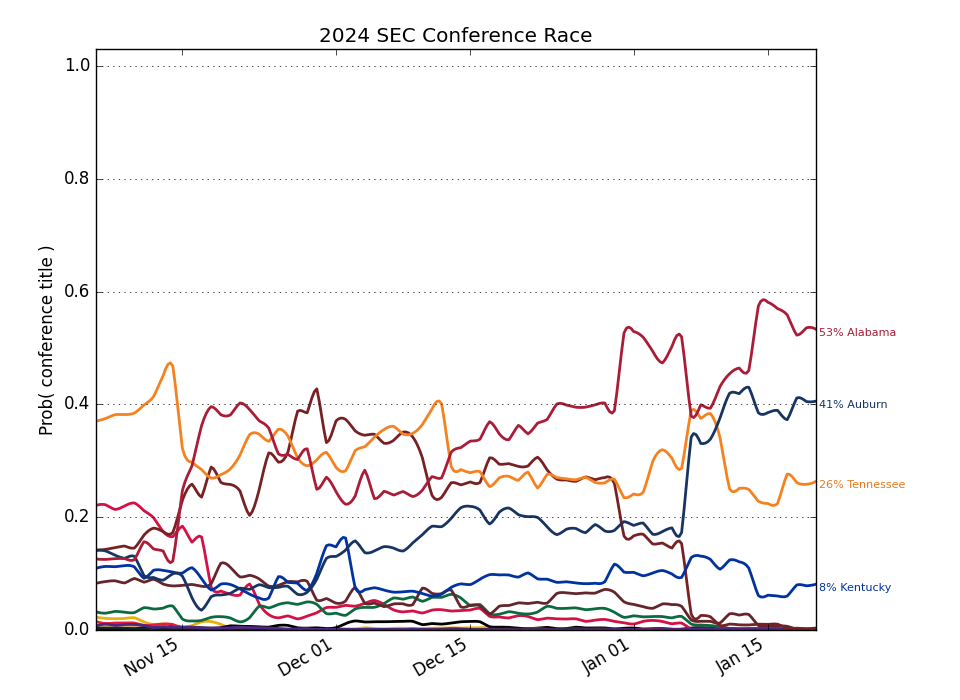 2024 SEC Conference Race
Prob( conference title )
1.0
0.8
0.6
0.4
0.2
0.0
53% Alabama
41% Auburn
26% Tennessee
8% Kentucky
Nov 15
Dec 01
Dec 15
Jan 01
Jan 15